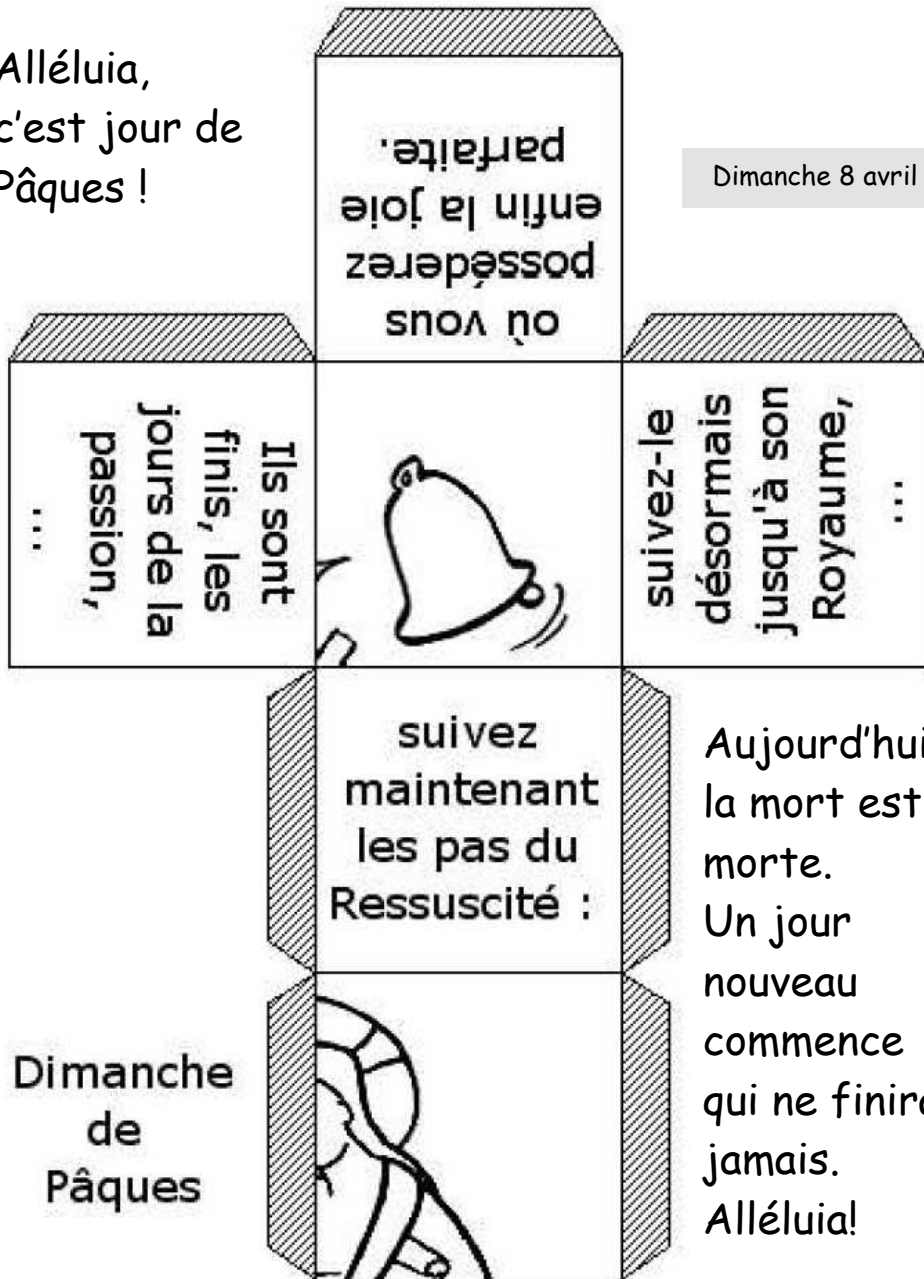 Alléluia,
c'est jour de
Pâques !
Dimanche 8 avril
où vous
posséderez
enfin la joie
parfaite.
Ils sont
finis, les
jours de la
passion,
...
suivez-le
désormais
jusqu'à son
Royaume,
...
suivez
maintenant
les pas du
Ressuscité :
Aujourd'hui
la mort est
morte.
Un jour
nouveau
commence
qui ne finira
jamais.
Alléluia!
Dimanche
de
Pâques